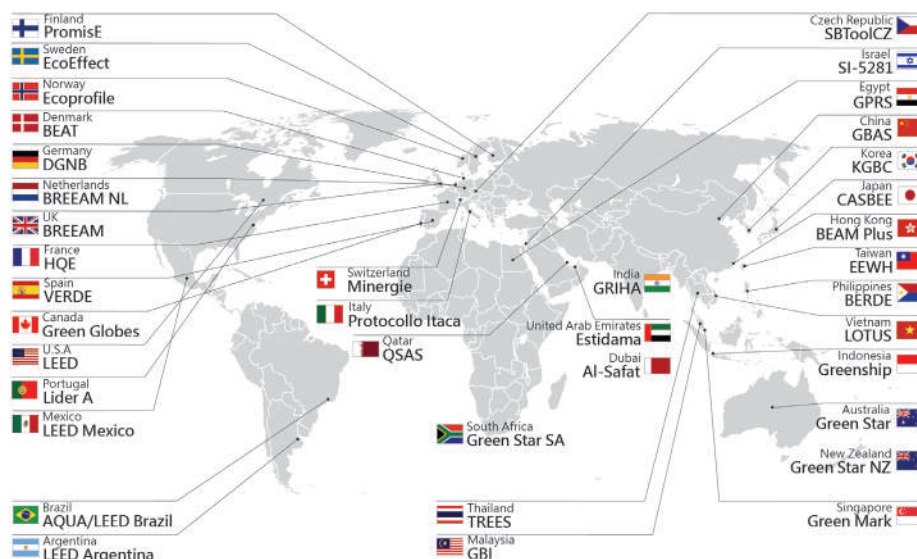 Finland
PromisE
Sweden
EcoEffect
Norway
Ecoprofile
Denmark
BEAT
Germany
DGNB
Netherlands
BREEAM NL
UK
BREEAM
France
HQE
Spain
VERDE
Canada
Green Globes
U.S.A
LEED
Portugal
Lider A
Mexico
LEED Mexico
Brazil
AQUA/LEED Brazil
Argentina
LEED Argentina
Switzerland
Minergie
Italy
Protocollo Itaca
Qatar
QSAS
South Africa
Green Star SA
Thailand
TREES
Malaysia
GBI
India
GRIHA
United Arab Emirates
Estidama
Dubai
Al-Safat
Czech Republic
SBToolCZ
Israel
SI-5281
Egypt
GPRS
China
GBAS
Korea
KGBC
Japan
CASBEE
Hong Kong
BEAM Plus
Taiwan
EEWH
Philippines
BERDE
Vietnam
LOTUS
Indonesia
Greenship
Australia
Green Star
New Zealand
Green Star NZ
Singapore
Green Mark